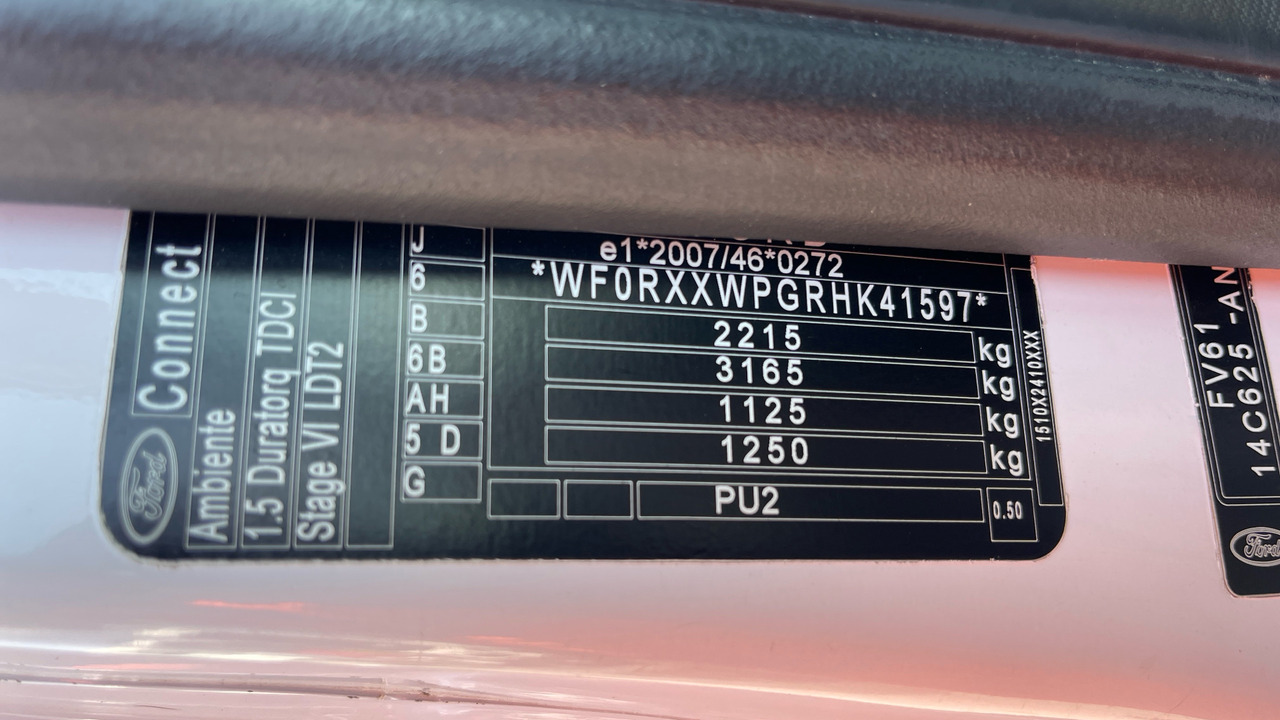 Ford
Connect
Ambiente
1.5 Duratorq TDCI
Stage VI LDT2
J
6
B
6B
AH
5 D
G
e1*2007/46*0272
*WF0RXXWPGRHK41597*
2215 kg
3165 kg
1125 kg
1250 kg
PU2
0.50
1510X2410XXX
FV61
14C625 -AN
Ford